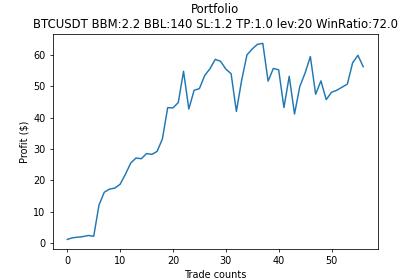 Portfolio
BTCUSDT BBM:2.2 BBL:140 SL:1.2 TP:1.0 lev:20 WinRatio:72.0
60
50
40
30
20
10
0
Profit ($)
0 10 20 30 40 50
Trade counts